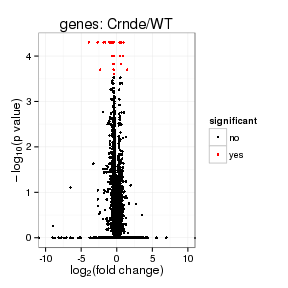 genes: Crnde/WT
4
3
2
1
0
−log10(p value)
-10 -5 0 5 10
log2(fold change)
significant
no
yes